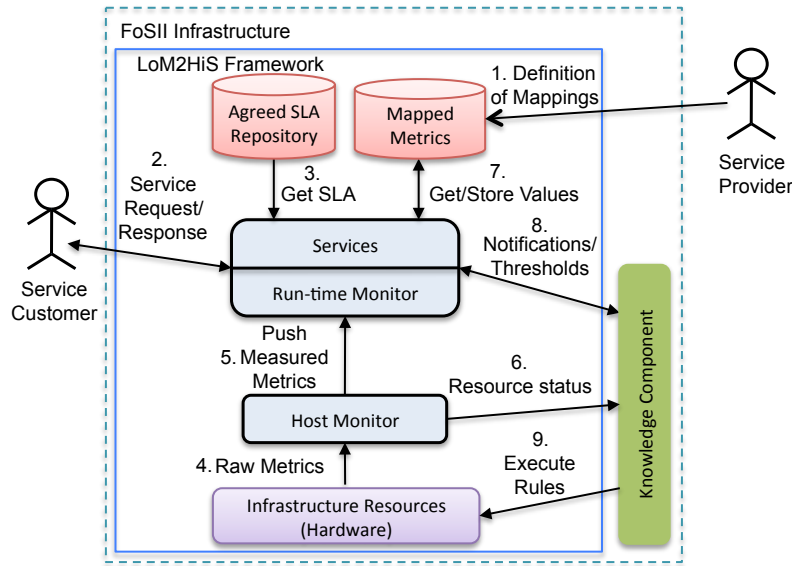 FoSII Infrastructure
LoM2HiS Framework
Agreed SLA
Repository
Mapped
Metrics
1. Definition
of Mappings
Service
Provider
2.
Service
Request/
Response
3.
Get SLA
7.
Get/Store Values
Services
Run-time Monitor
8.
Notifications/
Thresholds
Service
Customer
Push
5. Measured
Metrics
6.
Resource status
Knowledge Component
Host Monitor
4. Raw Metrics
9.
Execute
Rules
Infrastructure Resources
(Hardware)